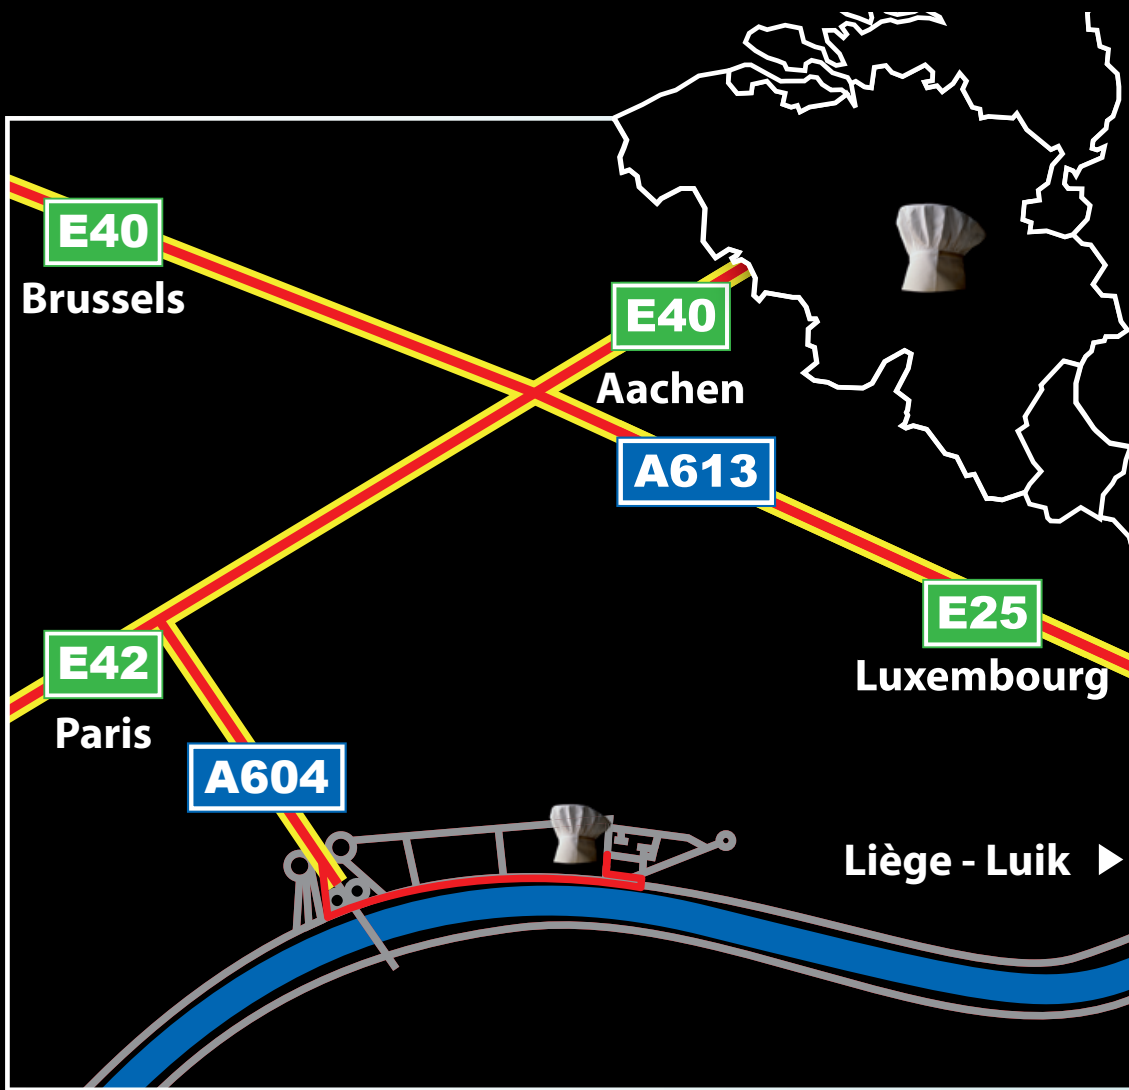 E40
Brussels
E40
Aachen
A613
E25
Luxembourg
E42
Paris
A604
Liège - Luik